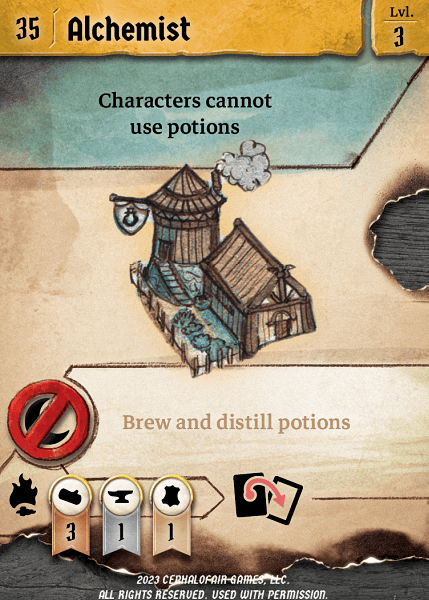 35 Alchemist
Lvl.
3
Characters cannot
use potions
Brew and distill potions
3 1 1
2023 CEPHALOFAIR GAMES, LLC.
ALL RIGHTS RESERVED. USED WITH PERMISSION.